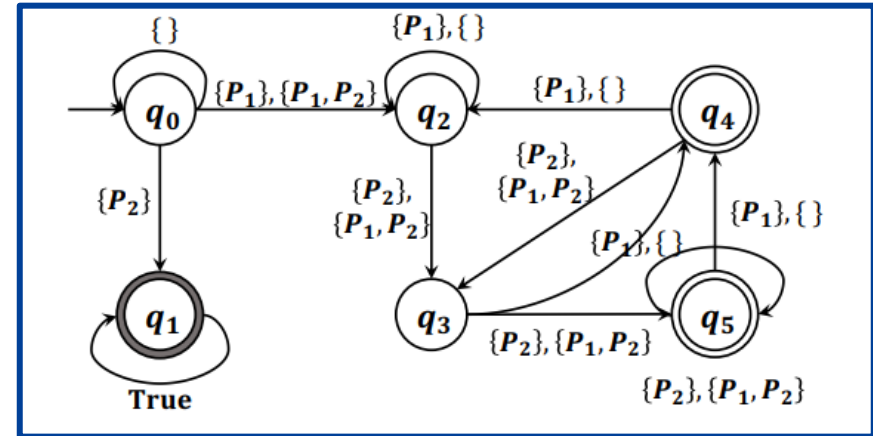 { }
{P₁}, { }
q₀
{P₁}, {P₁, P₂}
q₂
{P₁}, { }
q₄
{P₂}
{P₂},
{P₁, P₂}
{P₂},
{P₁, P₂}
{P₁}, { }
{P₁}, { }
q₁
q₃
q₅
{P₂}, {P₁, P₂}
True
{P₂}, {P₁, P₂}